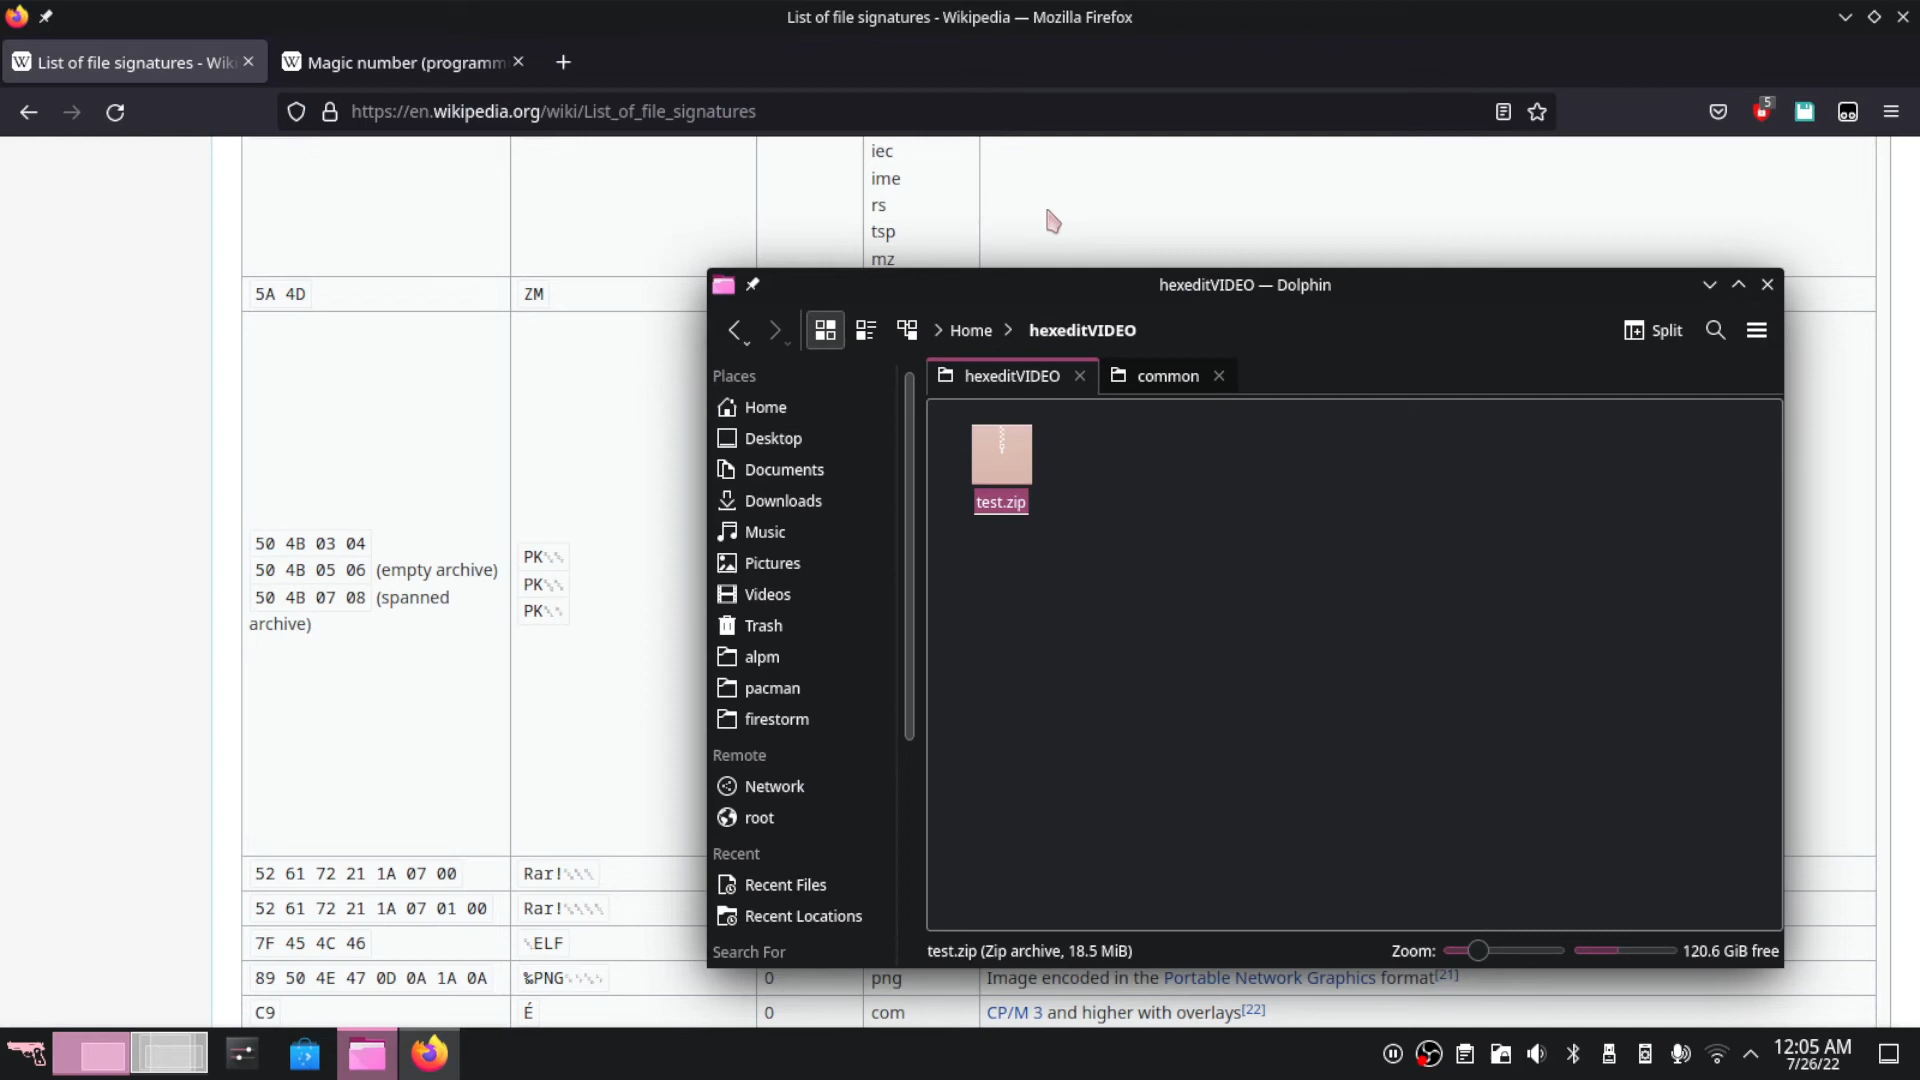 List of file signatures - Wikipedia — Mozilla Firefox
List of file signatures - Wiki
Magic number (programm
https://en.wikipedia.org/wiki/List_of_file_signatures
5
iec
ime
rs
tsp
mz
5A 4D
ZM
50 4B 03 04
50 4B 05 06 (empty archive)
50 4B 07 08 (spanned
archive)
PK␃␄
PK␅␆
PK␇␈
52 61 72 21 1A 07 00
Rar!␚␇␀
52 61 72 21 1A 07 01 00
Rar!␚␇␁␀
7F 45 4C 46
␡ELF
89 50 4E 47 0D 0A 1A 0A
‰PNG␍␊␚␊
0
png
Image encoded in the Portable Network Graphics format[21]
C9
É
0
com
CP/M 3 and higher with overlays[22]
hexeditVIDEO — Dolphin
Home
hexeditVIDEO
Split
hexeditVIDEO
common
Places
Home
Desktop
Documents
Downloads
Music
Pictures
Videos
Trash
alpm
pacman
firestorm
Remote
Network
root
Recent
Recent Files
Recent Locations
Search For
test.zip
test.zip (Zip archive, 18.5 MiB)
Zoom:
120.6 GiB free
12:05 AM
7/26/22